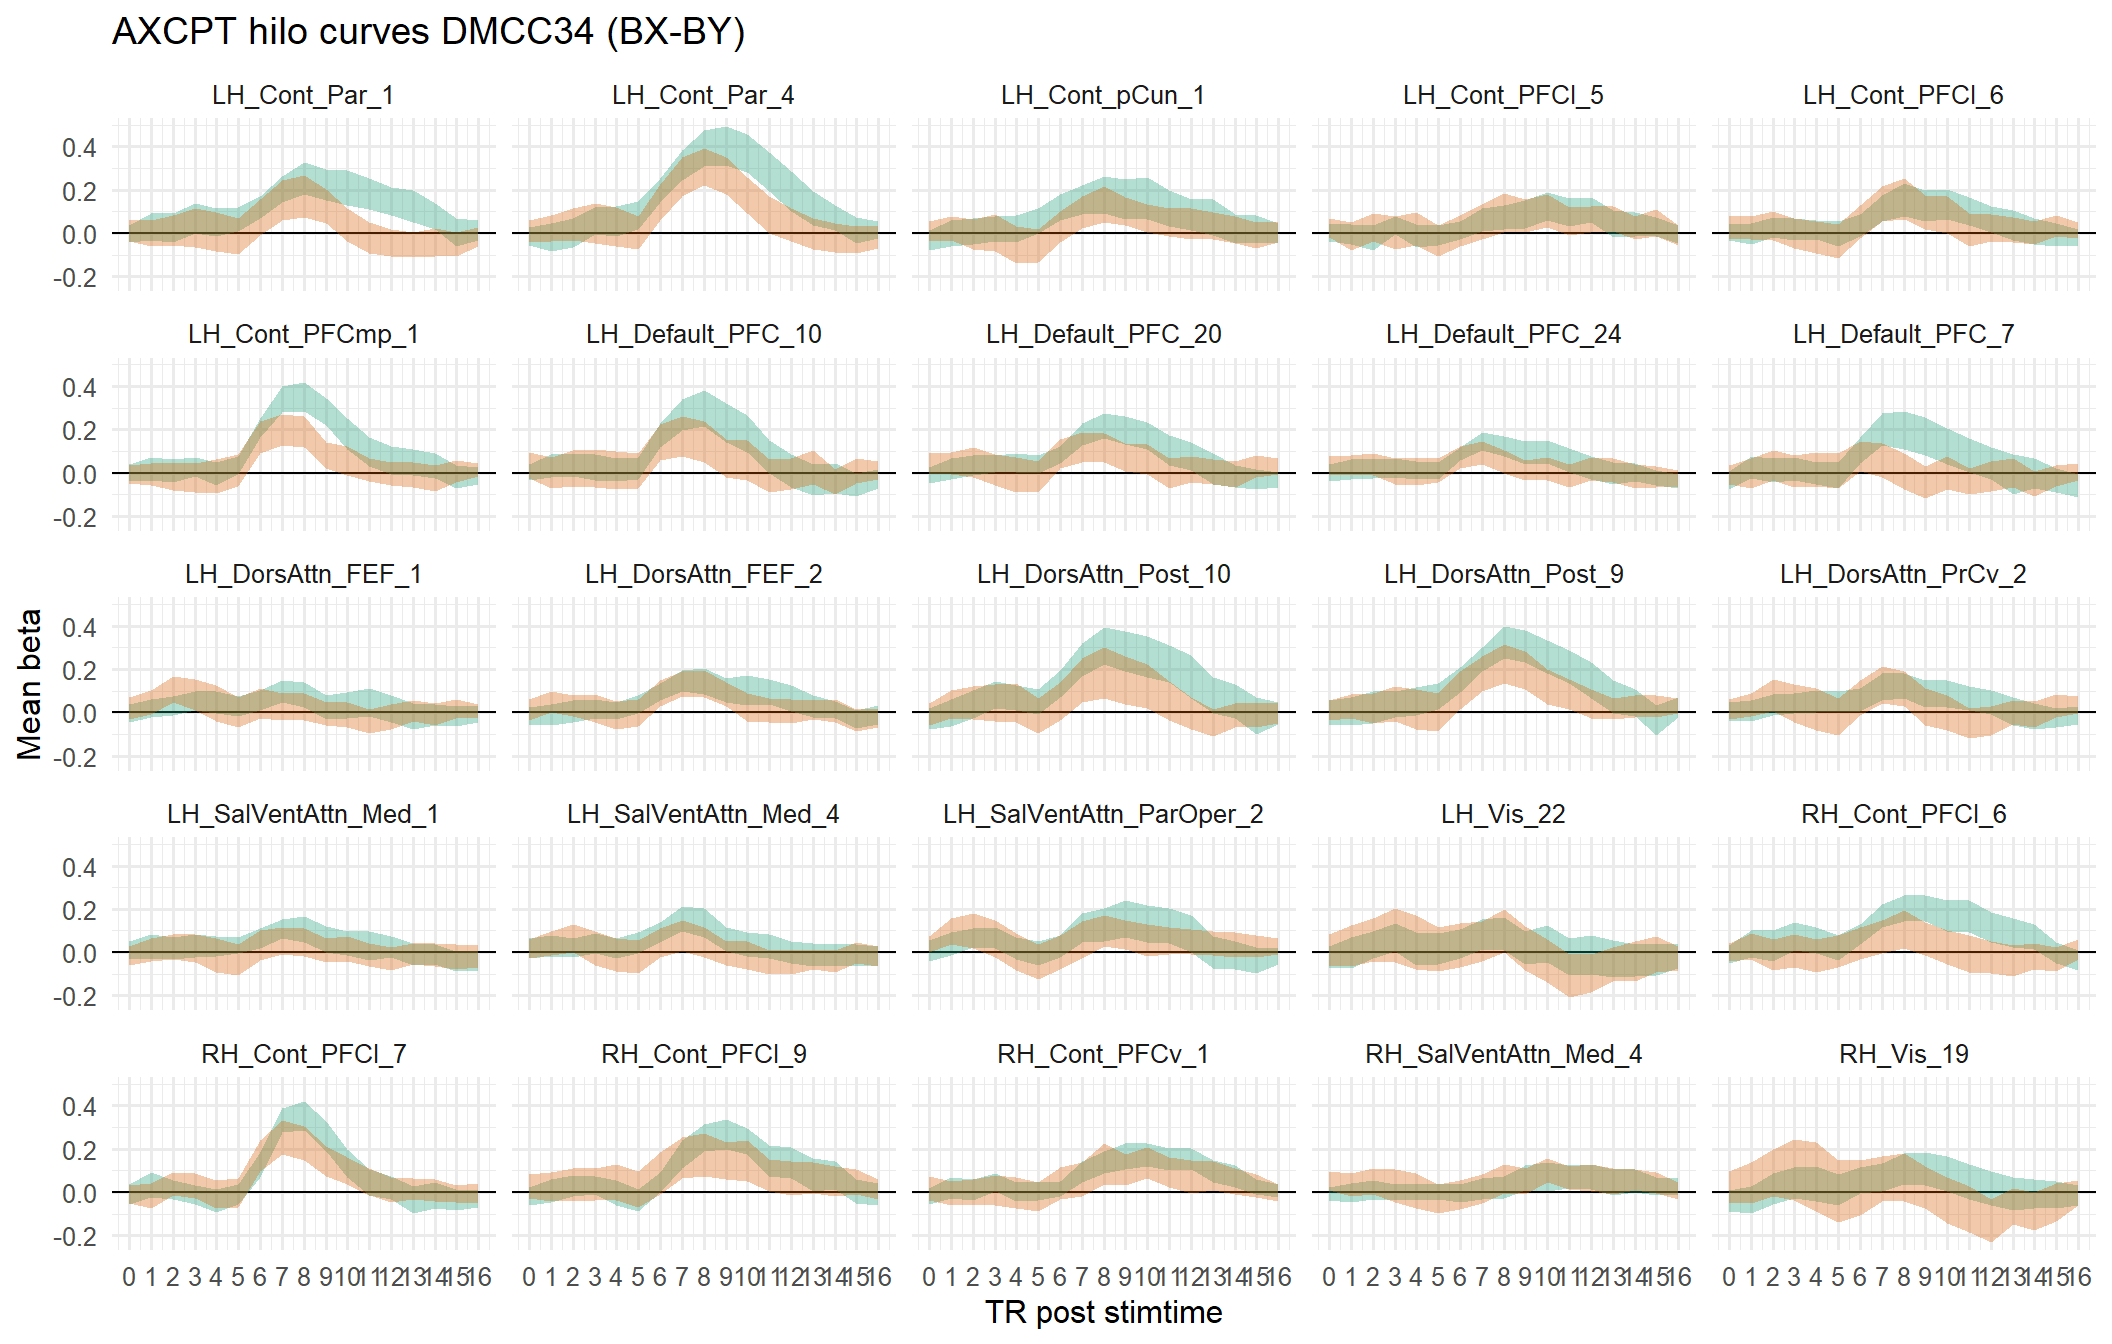 AXCPT hilo curves DMCC34 (BX-BY)
LH_Cont_Par_1 LH_Cont_Par_4 LH_Cont_pCun_1 LH_Cont_PFCl_5 LH_Cont_PFCl_6
0.4
0.2
0.0
-0.2
LH_Cont_PFCmp_1 LH_Default_PFC_10 LH_Default_PFC_20 LH_Default_PFC_24 LH_Default_PFC_7
0.4
0.2
0.0
-0.2
LH_DorsAttn_FEF_1 LH_DorsAttn_FEF_2 LH_DorsAttn_Post_10 LH_DorsAttn_Post_9 LH_DorsAttn_PrCv_2
0.4
0.2
0.0
-0.2
Mean beta
LH_SalVentAttn_Med_1 LH_SalVentAttn_Med_4 LH_SalVentAttn_ParOper_2 LH_Vis_22 RH_Cont_PFCl_6
0.4
0.2
0.0
-0.2
RH_Cont_PFCl_7 RH_Cont_PFCl_9 RH_Cont_PFCv_1 RH_SalVentAttn_Med_4 RH_Vis_19
0.4
0.2
0.0
-0.2
0 1 2 3 4 5 6 7 8 9 10 11 12 13 14 15 16 0 1 2 3 4 5 6 7 8 9 10 11 12 13 14 15 16 0 1 2 3 4 5 6 7 8 9 10 11 12 13 14 15 16 0 1 2 3 4 5 6 7 8 9 10 11 12 13 14 15 16 0 1 2 3 4 5 6 7 8 9 10 11 12 13 14 15 16
TR post stimtime